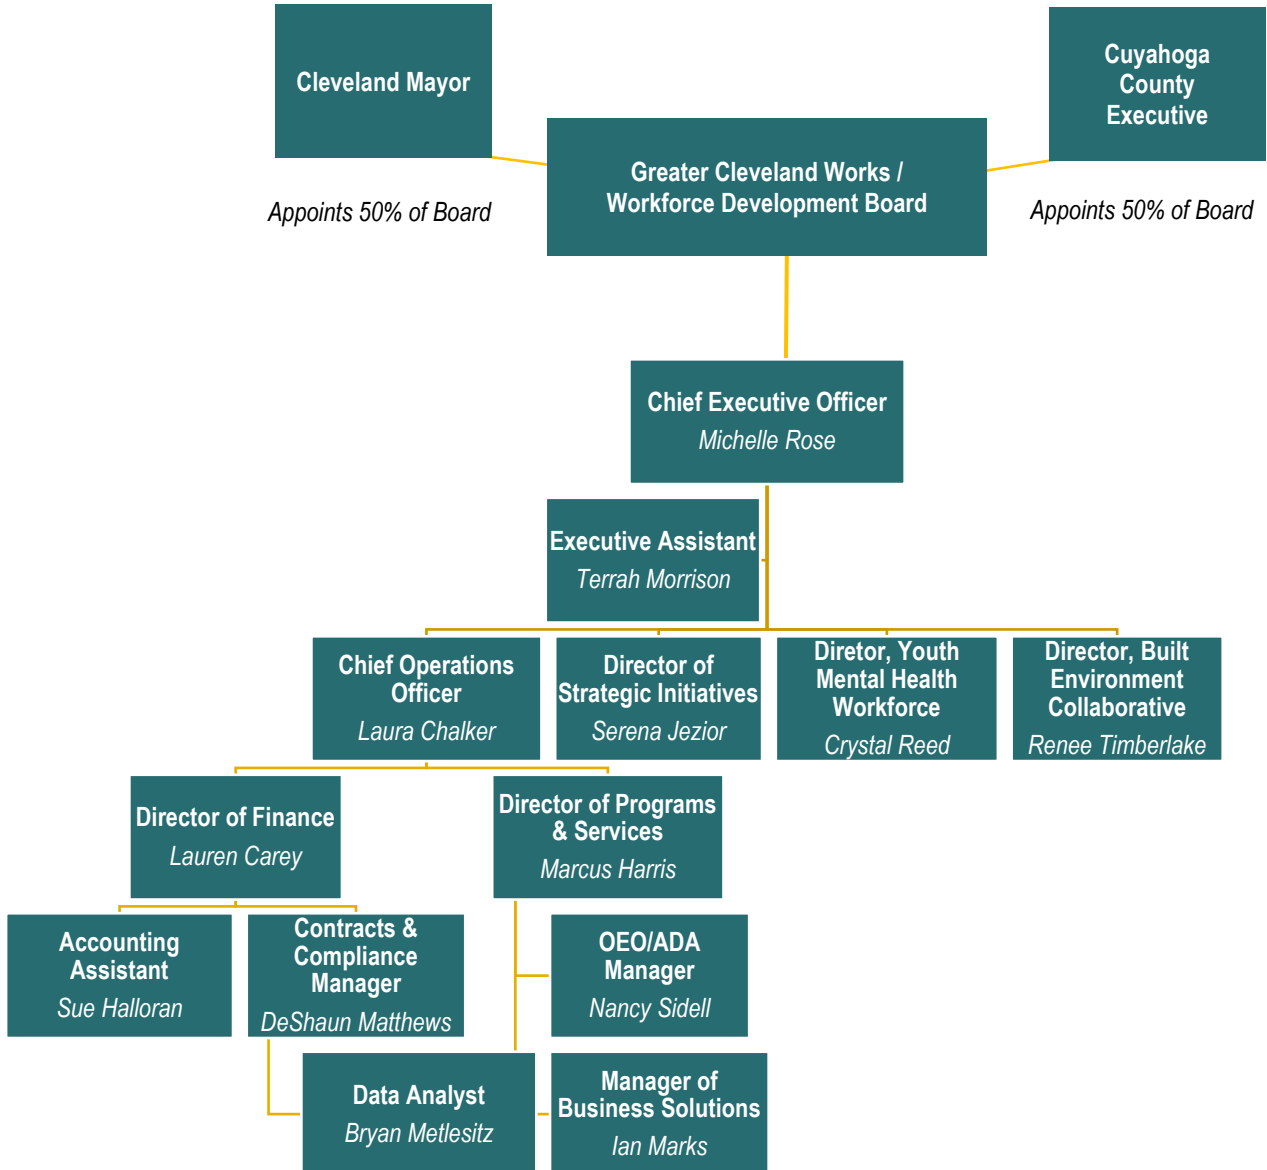 Cleveland Mayor
Appoints 50% of Board
Greater Cleveland Works /
Workforce Development Board
Cuyahoga
County
Executive
Appoints 50% of Board
Chief Executive Officer
Michelle Rose
Executive Assistant
Terrah Morrison
Chief Operations
Officer
Laura Chalker
Director of
Strategic Initiatives
Serena Jezior
Diretor, Youth
Mental Health
Workforce
Crystal Reed
Director, Built
Environment
Collaborative
Renee Timberlake
Director of Finance
Lauren Carey
Director of Programs
& Services
Marcus Harris
Accounting
Assistant
Sue Halloran
Contracts &
Compliance
Manager
DeShaun Matthews
OEO/ADA
Manager
Nancy Sidell
Data Analyst
Bryan Metlesitz
Manager of
Business Solutions
Ian Marks